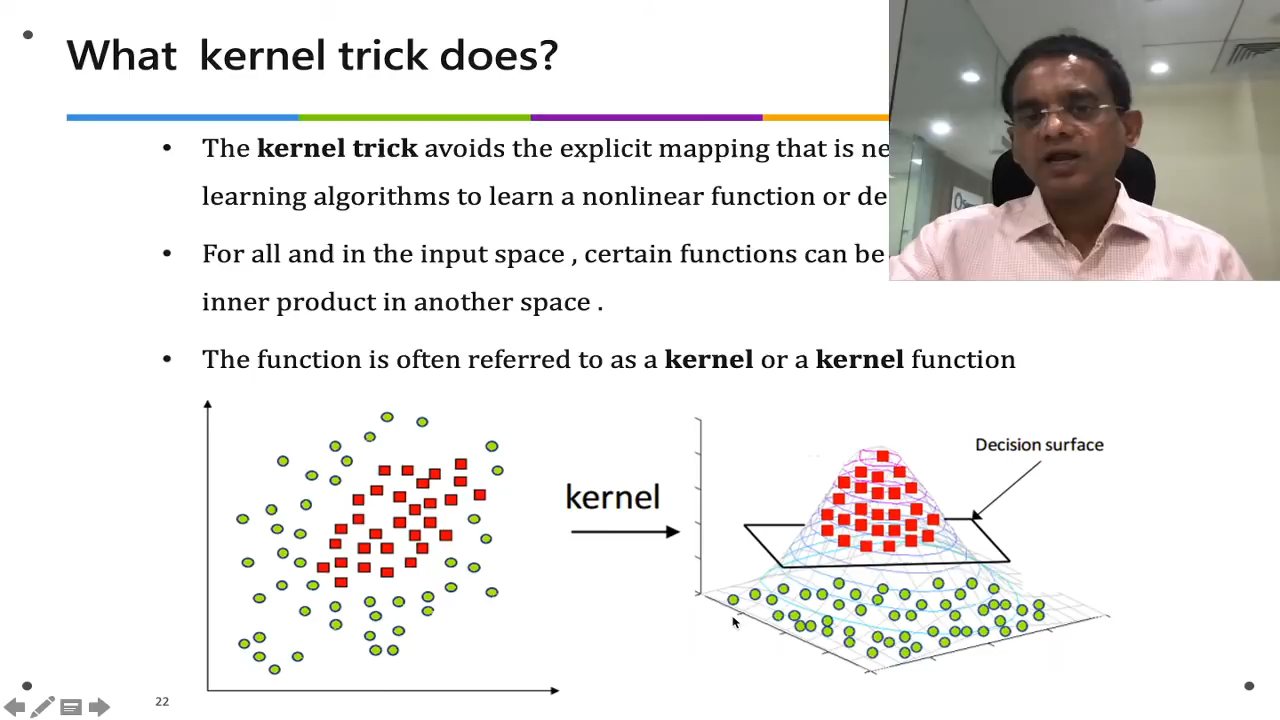 What kernel trick does?
• The kernel trick avoids the explicit mapping that is
learning algorithms to learn a nonlinear function or
• For all and in the input space , certain functions can be
inner product in another space .
• The function is often referred to as a kernel or a kernel function
Decision surface
kernel
22